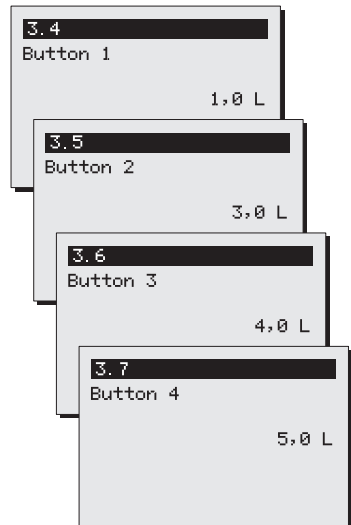 3.4
Button 1
1,0 L
3.5
Button 2
3,0 L
3.6
Button 3
4,0 L
3.7
Button 4
5,0 L